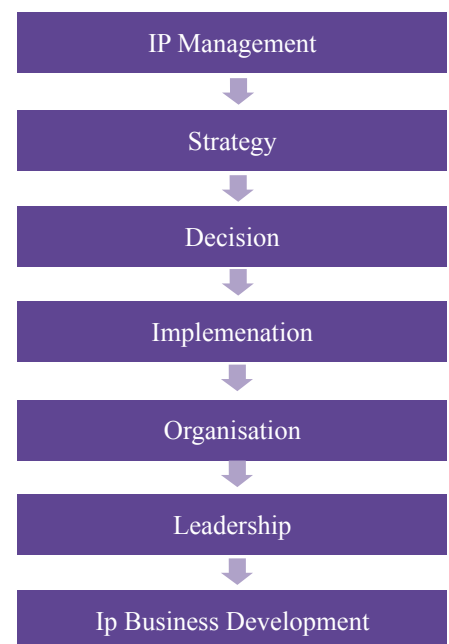 IP Management
Strategy
Decision
Implemenation
Organisation
Leadership
Ip Business Development